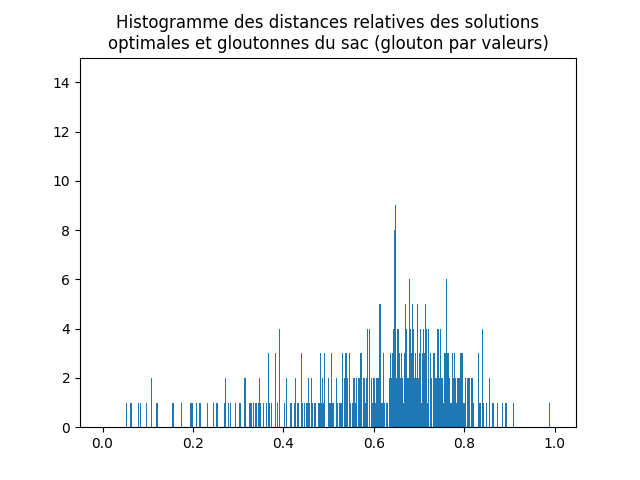 Histogramme des distances relatives des solutions
optimales et gloutonnes du sac (glouton par valeurs)
14
12
10
8
6
4
2
0
0.0 0.2 0.4 0.6 0.8 1.0